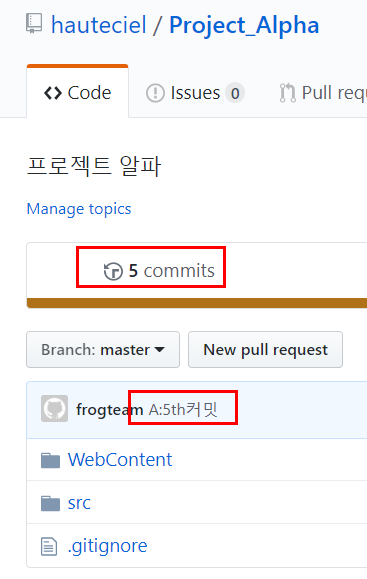 hauteciel / Project_Alpha
Code Issues 0 Pull req
프로젝트 알파
Manage topics
5 commits
Branch: master New pull request
frogteam A:5th커밋
WebContent
src
.gitignore